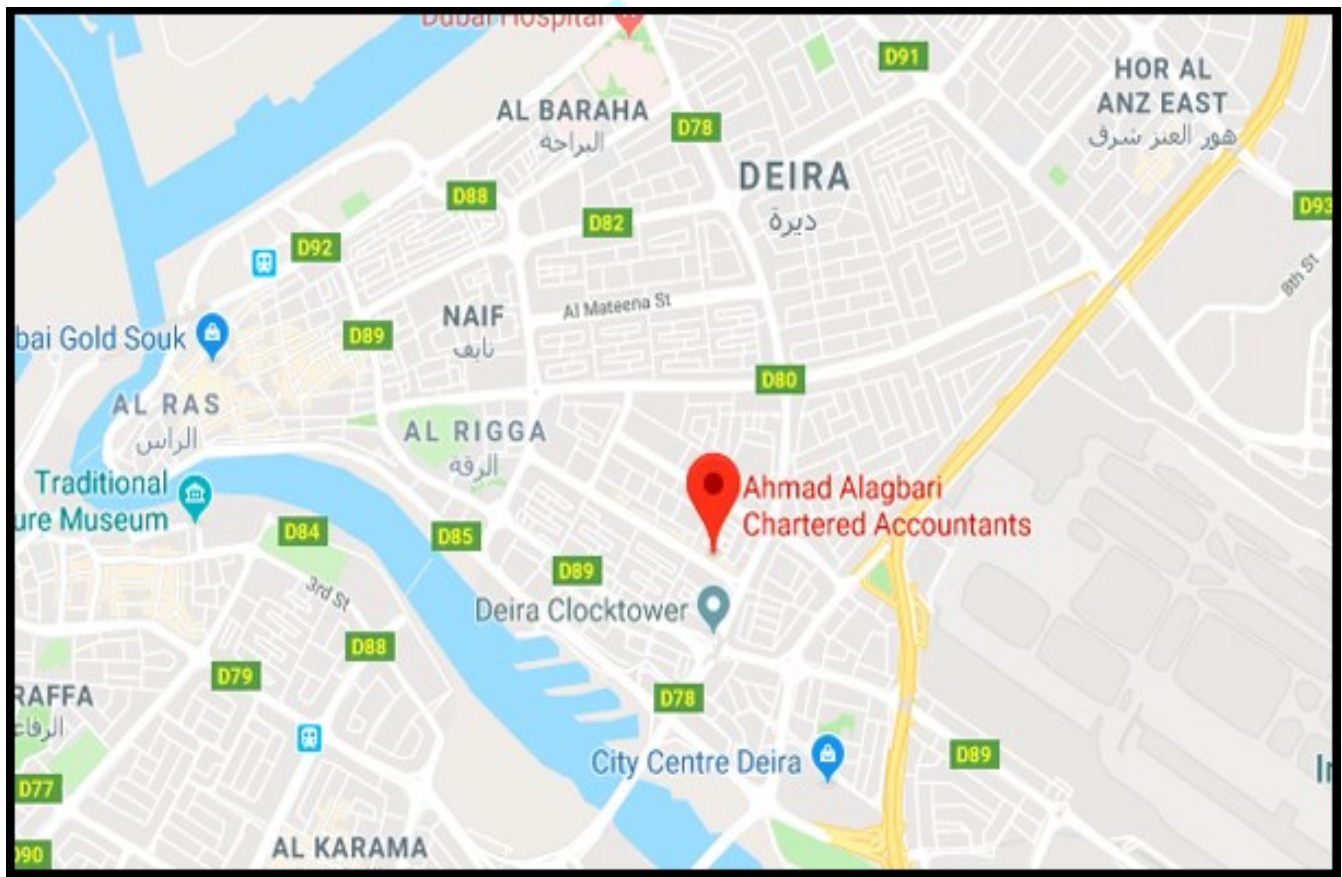 Dubai Hospital
D91
HOR AL
ANZ EAST
هور العنز شرق
AL BARAHA
البراحة
D78
DEIRA
ديرة
D88
D82
D93
D92
8th St
Al Mateena St
NAIF
نايف
bai Gold Souk
D89
D80
AL RAS
الراس
AL RIGGA
الرقة
Traditional
ure Museum
Ahmad Alagbari
Chartered Accountants
D84
D85
D89
3rd St
Deira Clocktower
D88
D79
D78
RAFFA
الرفاع
City Centre Deira
D89
D77
AL KARAMA
D90